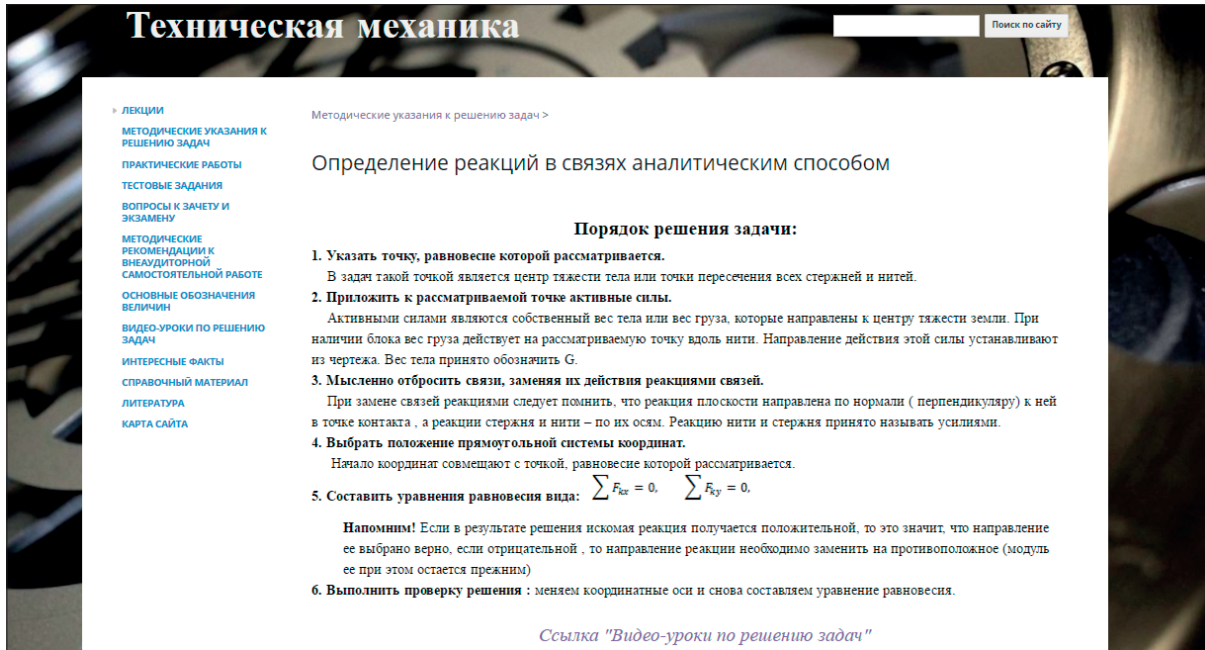 Техническая механика
Поиск по сайту
ЛЕКЦИИ
МЕТОДИЧЕСКИЕ УКАЗАНИЯ К
РЕШЕНИЮ ЗАДАЧ
ПРАКТИЧЕСКИЕ РАБОТЫ
ТЕСТОВЫЕ ЗАДАНИЯ
ВОПРОСЫ К ЗАЧЕТУ И
ЭКЗАМЕНУ
МЕТОДИЧЕСКИЕ
РЕКОМЕНДАЦИИ К
ВНЕАУДИТОРНОЙ
САМОСТОЯТЕЛЬНОЙ РАБОТЕ
ОСНОВНЫЕ ОБОЗНАЧЕНИЯ
ВЕЛИЧИН
ВИДЕО-УРОКИ ПО РЕШЕНИЮ
ЗАДАЧ
ИНТЕРЕСНЫЕ ФАКТЫ
СПРАВОЧНЫЙ МАТЕРИАЛ
ЛИТЕРАТУРА
КАРТА САЙТА
Методические указания к решению задач >
Определение реакций в связях аналитическим способом
Порядок решения задачи:
1. Указать точку, равновесие которой рассматривается.
В задач такой точкой является центр тяжести тела или точки пересечения всех стержней и нитей.
2. Приложить к рассматриваемой точке активные силы.
Активными силами являются собственный вес тела или вес груза, которые направлены к центру тяжести земли. При
наличии блока вес груза действует на рассматриваемую точку вдоль нити. Направление действия этой силы устанавливают
из чертежа. Вес тела принято обозначить G.
3. Мысленно отбросить связи, заменяя их действия реакциями связей.
При замене связей реакциями следует помнить, что реакция плоскости направлена по нормали ( перпендикуляру) к ней
в точке контакта , а реакции стержня и нити – по их осям. Реакцию нити и стержня принято называть усилиями.
4. Выбрать положение прямоугольной системы координат.
Начало координат совмещают с точкой, равновесие которой рассматривается.
5. Составить уравнения равновесия вида: ∑ Fkx = 0, ∑ Fky = 0,
Напомним! Если в результате решения искомая реакция получается положительной, то это значит, что направление
ее выбрано верно, если отрицательной , то направление реакции необходимо заменить на противоположное (модуль
ее при этом остается прежним)
6. Выполнить проверку решения : меняем координатные оси и снова составляем уравнение равновесия.
Ссылка "Видео-уроки по решению задач"